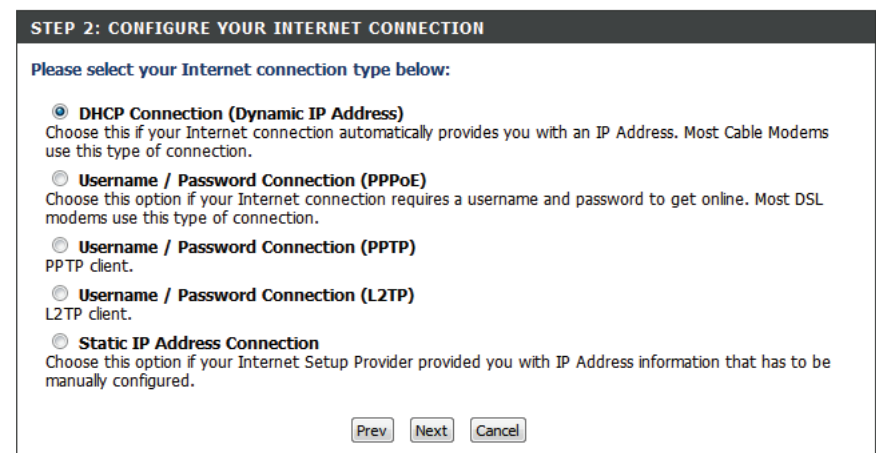 STEP 2: CONFIGURE YOUR INTERNET CONNECTION
Please select your Internet connection type below:
DHCP Connection (Dynamic IP Address)
Choose this if your Internet connection automatically provides you with an IP Address. Most Cable Modems
use this type of connection.
Username / Password Connection (PPPoE)
Choose this option if your Internet connection requires a username and password to get online. Most DSL
modems use this type of connection.
Username / Password Connection (PPTP)
PPTP client.
Username / Password Connection (L2TP)
L2TP client.
Static IP Address Connection
Choose this option if your Internet Setup Provider provided you with IP Address information that has to be
manually configured.
Prev Next Cancel